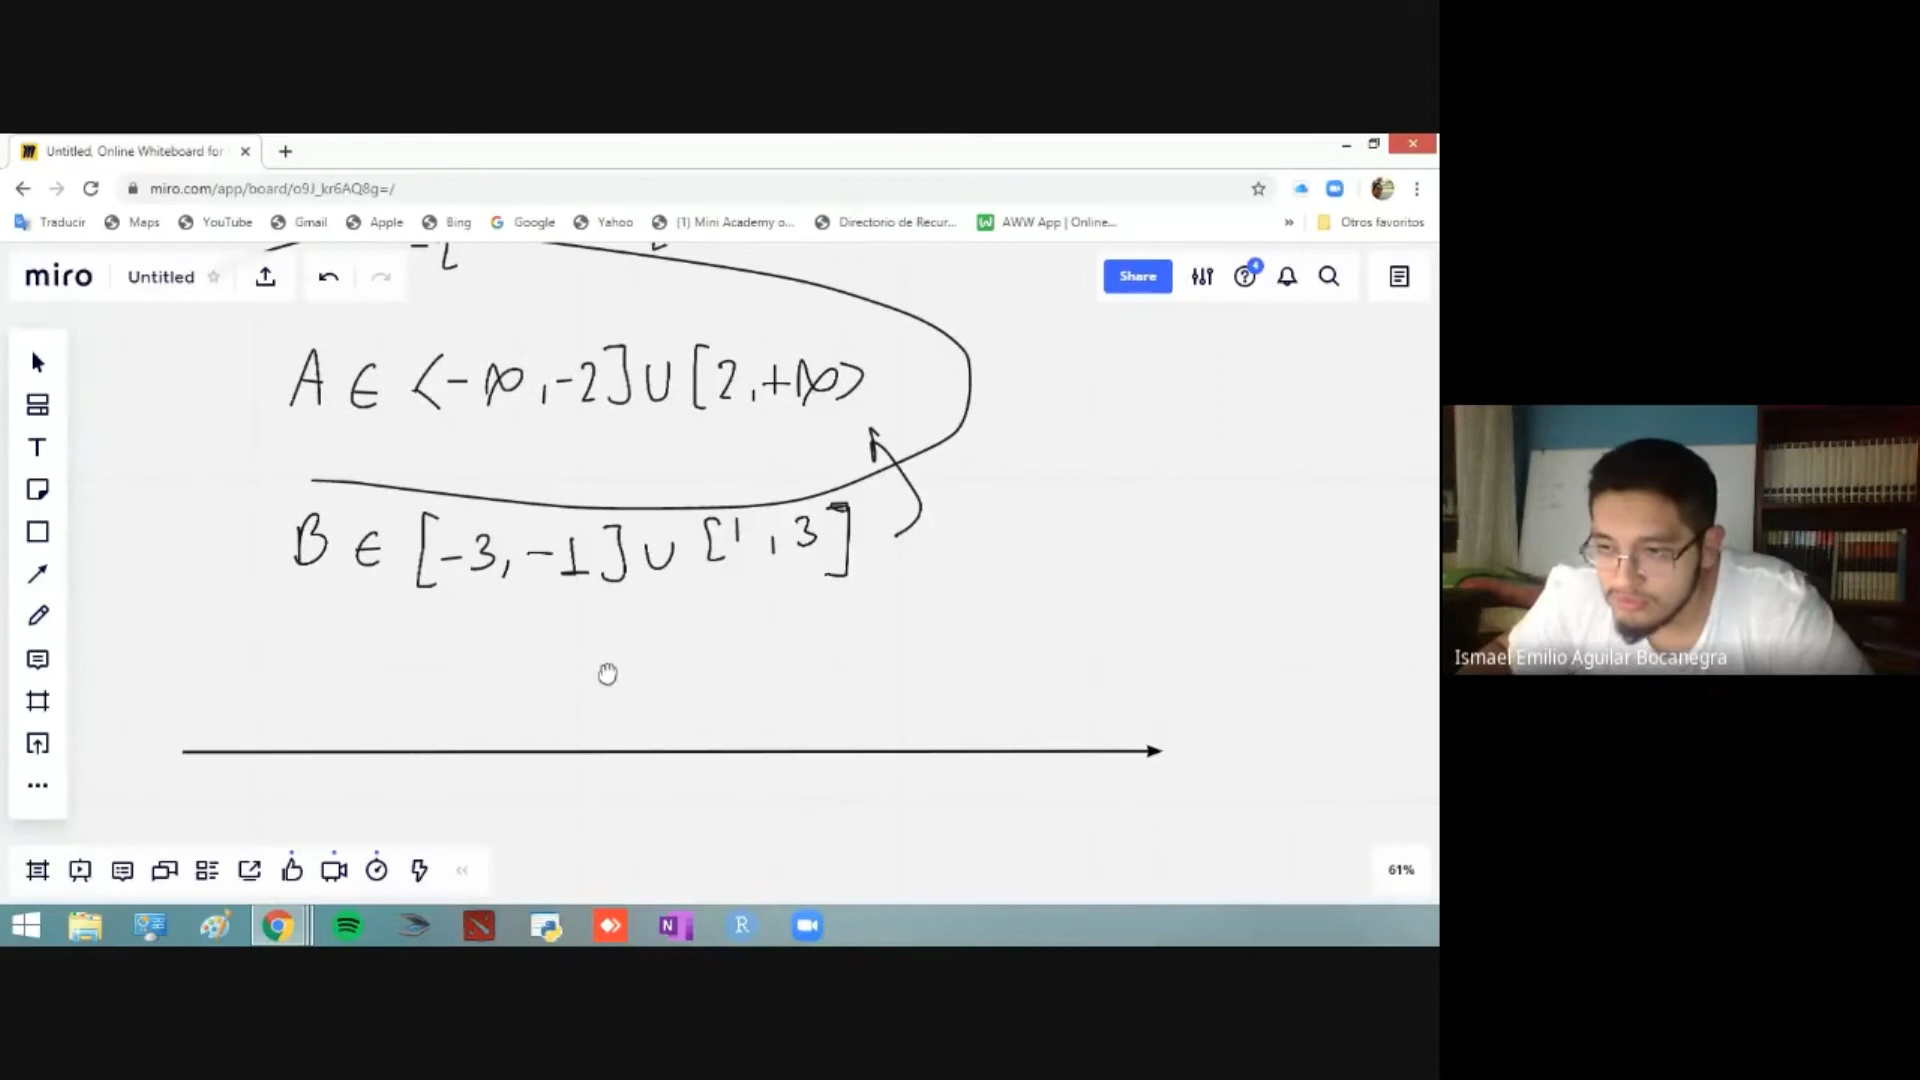 Untitled, Online Whiteboard for
miro.com/app/board/o9J_kr6AQ8g=/
Traducir Maps YouTube Gmail Apple Bing Google Yahoo (1) Mini Academy o... Directorio de Recur... AWW App | Online... » Otros favoritos
miro Untitled Share 4
A ∈ <-∞,-2] ∪ [2,+∞>
B ∈ [-3,-1] ∪ [1,3]
Ismael Emilio Aguilar Bocanegra
61%